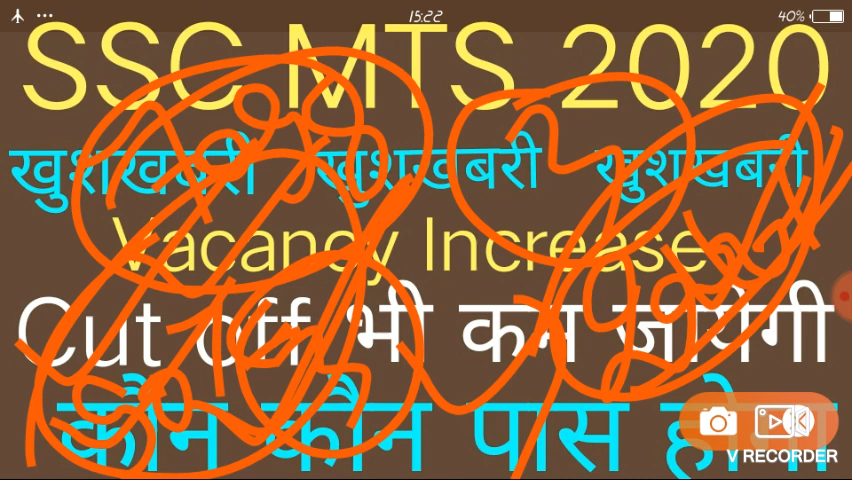 15:22 40%
SSC MTS 2020
खुशखबरी खुशखबरी खुशखबरी
Vacancy Increase
Cut off भी कम जायेगी
कौन कौन पास होगा
V RECORDER